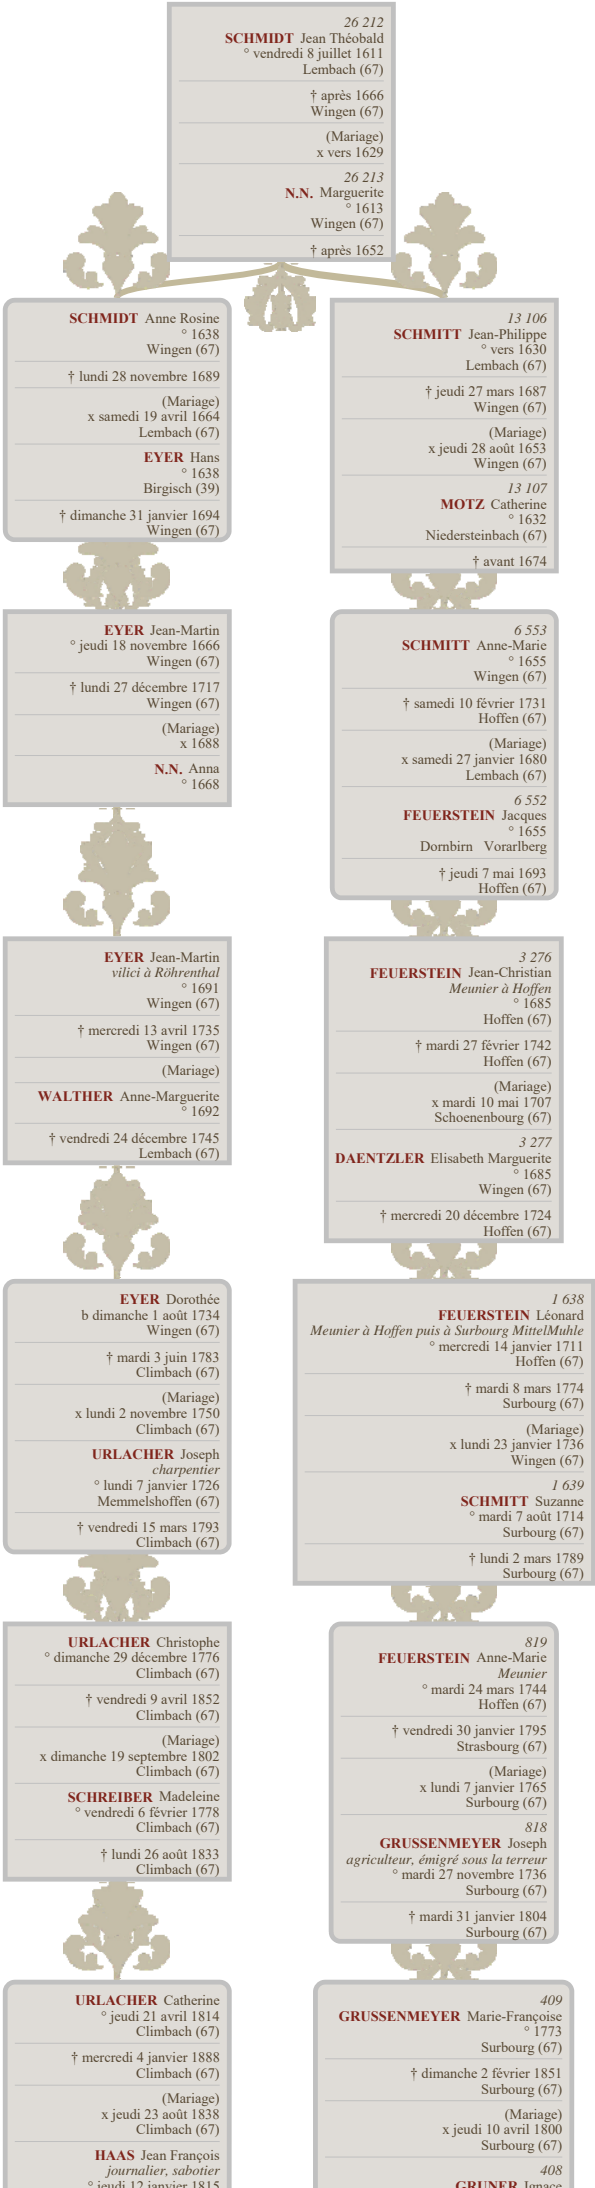 26 212
SCHMIDT Jean Théobald
° vendredi 8 juillet 1611
Lembach (67)
† après 1666
Wingen (67)
(Mariage)
x vers 1629
26 213
N.N. Marguerite
° 1613
Wingen (67)
† après 1652
SCHMIDT Anne Rosine
° 1638
Wingen (67)
† lundi 28 novembre 1689
(Mariage)
x samedi 19 avril 1664
Lembach (67)
EYER Hans
° 1638
Birgisch (39)
† dimanche 31 janvier 1694
Wingen (67)
EYER Jean-Martin
° jeudi 18 novembre 1666
Wingen (67)
† lundi 27 décembre 1717
Wingen (67)
(Mariage)
x 1688
N.N. Anna
° 1668
EYER Jean-Martin
vilici à Röhrenthal
° 1691
Wingen (67)
† mercredi 13 avril 1735
Wingen (67)
(Mariage)
WALTHER Anne-Marguerite
° 1692
† vendredi 24 décembre 1745
Lembach (67)
EYER Dorothée
b dimanche 1 août 1734
Wingen (67)
† mardi 3 juin 1783
Climbach (67)
(Mariage)
x lundi 2 novembre 1750
Climbach (67)
URLACHER Joseph
charpentier
° lundi 7 janvier 1726
Memmelshoffen (67)
† vendredi 15 mars 1793
Climbach (67)
URLACHER Christophe
° dimanche 29 décembre 1776
Climbach (67)
† vendredi 9 avril 1852
Climbach (67)
(Mariage)
x dimanche 19 septembre 1802
Climbach (67)
SCHREIBER Madeleine
° vendredi 6 février 1778
Climbach (67)
† lundi 26 août 1833
Climbach (67)
URLACHER Catherine
° jeudi 21 avril 1814
Climbach (67)
† mercredi 4 janvier 1888
Climbach (67)
(Mariage)
x jeudi 23 août 1838
Climbach (67)
HAAS Jean François
journalier, sabotier
° jeudi 12 janvier 1815
13 106
SCHMITT Jean-Philippe
° vers 1630
Lembach (67)
† jeudi 27 mars 1687
Wingen (67)
(Mariage)
x jeudi 28 août 1653
Wingen (67)
13 107
MOTZ Catherine
° 1632
Niedersteinbach (67)
† avant 1674
6 553
SCHMITT Anne-Marie
° 1655
Wingen (67)
† samedi 10 février 1731
Hoffen (67)
(Mariage)
x samedi 27 janvier 1680
Lembach (67)
6 552
FEUERSTEIN Jacques
° 1655
Dornbirn Vorarlberg
† jeudi 7 mai 1693
Hoffen (67)
3 276
FEUERSTEIN Jean-Christian
Meunier à Hoffen
° 1685
Hoffen (67)
† mardi 27 février 1742
Hoffen (67)
(Mariage)
x mardi 10 mai 1707
Schoenenbourg (67)
3 277
DAENTZLER Elisabeth Marguerite
° 1685
Wingen (67)
† mercredi 20 décembre 1724
Hoffen (67)
1 638
FEUERSTEIN Léonard
Meunier à Hoffen puis à Surbourg MittelMuhle
° mercredi 14 janvier 1711
Hoffen (67)
† mardi 8 mars 1774
Surbourg (67)
(Mariage)
x lundi 23 janvier 1736
Wingen (67)
1 639
SCHMITT Suzanne
° mardi 7 août 1714
Surbourg (67)
† lundi 2 mars 1789
Surbourg (67)
819
FEUERSTEIN Anne-Marie
Meunier
° mardi 24 mars 1744
Hoffen (67)
† vendredi 30 janvier 1795
Strasbourg (67)
(Mariage)
x lundi 7 janvier 1765
Surbourg (67)
818
GRUSSENMEYER Joseph
agriculteur, émigré sous la terreur
° mardi 27 novembre 1736
Surbourg (67)
† mardi 31 janvier 1804
Surbourg (67)
409
GRUSSENMEYER Marie-Françoise
° 1773
Surbourg (67)
† dimanche 2 février 1851
Surbourg (67)
(Mariage)
x jeudi 10 avril 1800
Surbourg (67)
408
GRUNER Ignace